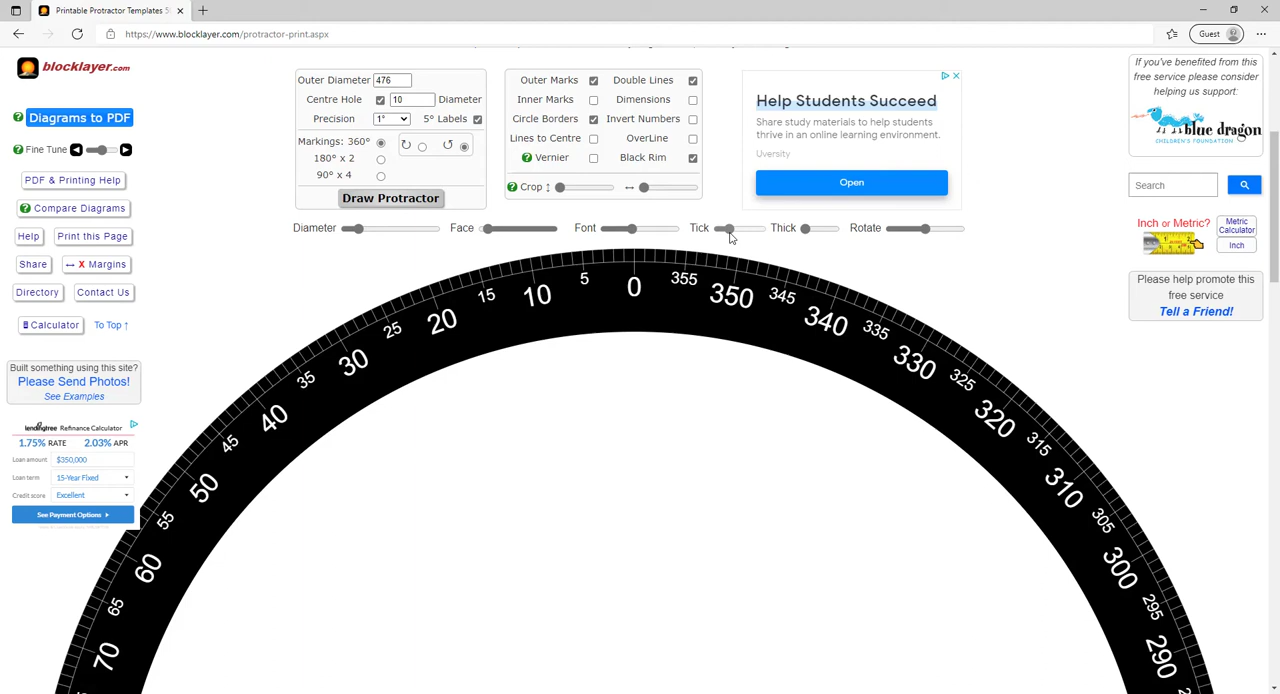 Printable Protractor Templates 5
https://www.blocklayer.com/protractor-print.aspx
Guest
blocklayer.com
Diagrams to PDF
Fine Tune
PDF & Printing Help
Compare Diagrams
Help
Print this Page
Share
↔ X Margins
Directory
Contact Us
Calculator
To Top ↑
Built something using this site?
Please Send Photos!
See Examples
lendingtree Refinance Calculator
1.75% RATE
2.03% APR
Loan amount
$350,000
Loan term
15-Year Fixed
Credit score
Excellent
See Payment Options
Outer Diameter 476
Centre Hole 10 Diameter
Precision 1° 5° Labels
Markings: 360°
180° x 2
90° x 4
Draw Protractor
Outer Marks Double Lines
Inner Marks Dimensions
Circle Borders Invert Numbers
Lines to Centre OverLine
Vernier Black Rim
Crop ↕ ↔
Help Students Succeed
Share study materials to help students
thrive in an online learning environment.
Uversity
Open
Diameter Face Font Tick Thick Rotate
If you've benefited from this
free service please consider
helping us support:
blue dragon
CHILDREN'S FOUNDATION
Search
Inch or Metric?
Metric
Calculator
Inch
Please help promote this
free service
Tell a Friend!
70
65
60
55
50
45
40
35
30
25
20
15
10
5
0
355
350
345
340
335
330
325
320
315
310
305
300
295
290